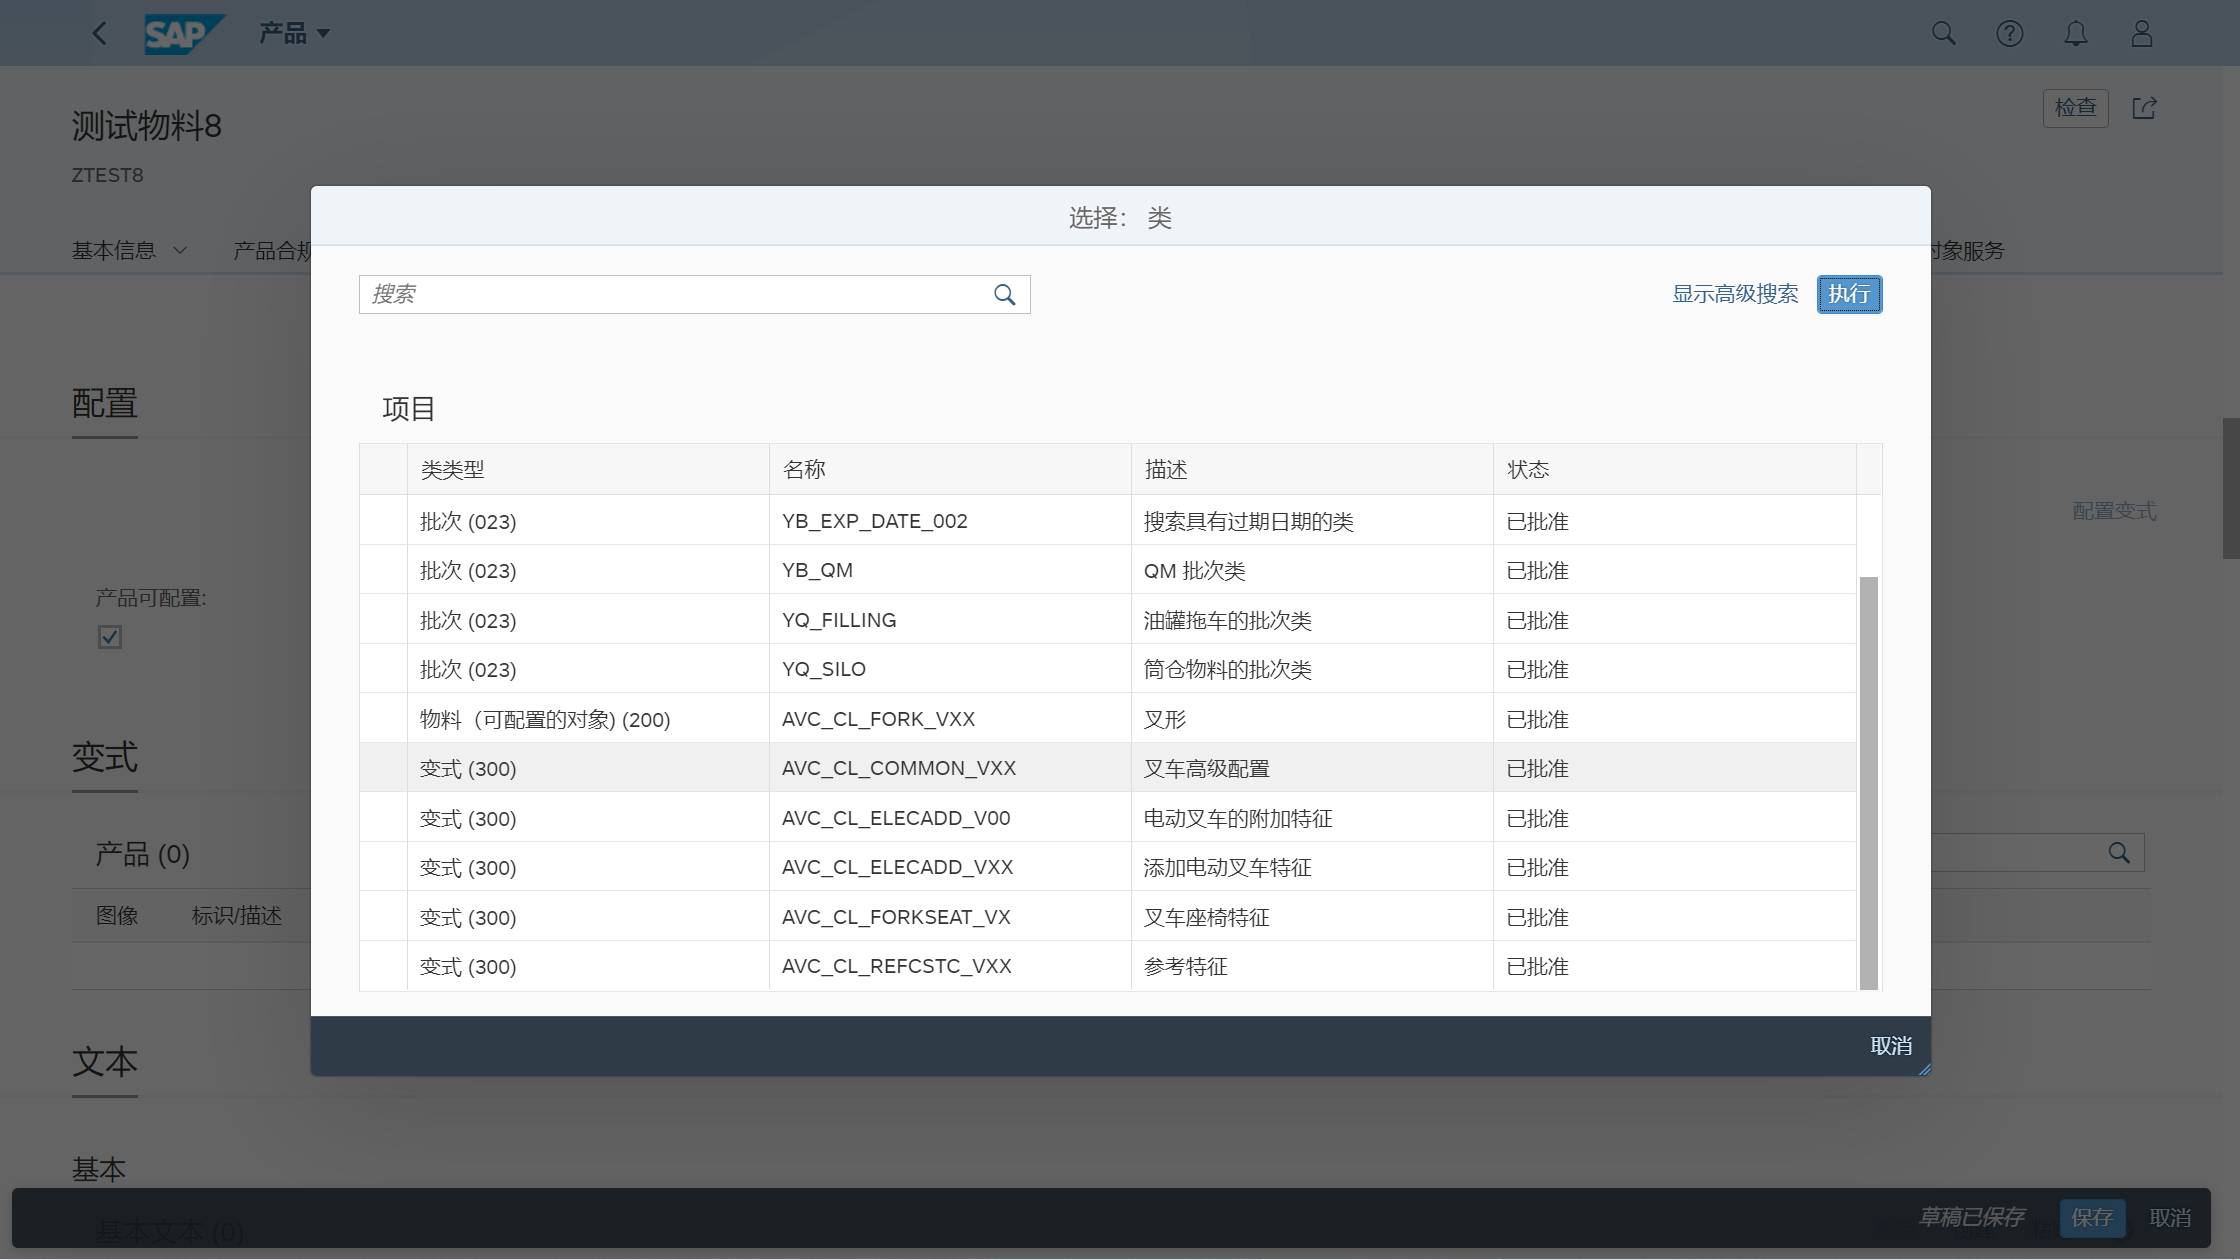 SAP 产品
测试物料8
检查
ZTEST8
选择： 类
基本信息 产品合规 对象服务
搜索
显示高级搜索 执行
配置
项目
类类型 名称 描述 状态
批次 (023) YB_EXP_DATE_002 搜索具有过期日期的类 已批准
配置变式
批次 (023) YB_QM QM 批次类 已批准
产品可配置:
批次 (023) YQ_FILLING 油罐拖车的批次类 已批准
批次 (023) YQ_SILO 筒仓物料的批次类 已批准
物料（可配置的对象) (200) AVC_CL_FORK_VXX 叉形 已批准
变式
变式 (300) AVC_CL_COMMON_VXX 叉车高级配置 已批准
变式 (300) AVC_CL_ELECADD_V00 电动叉车的附加特征 已批准
产品 (0)
变式 (300) AVC_CL_ELECADD_VXX 添加电动叉车特征 已批准
图像 标识/描述
变式 (300) AVC_CL_FORKSEAT_VX 叉车座椅特征 已批准
变式 (300) AVC_CL_REFCSTC_VXX 参考特征 已批准
取消
文本
基本
基本文本 (0)
草稿已保存 保存 取消